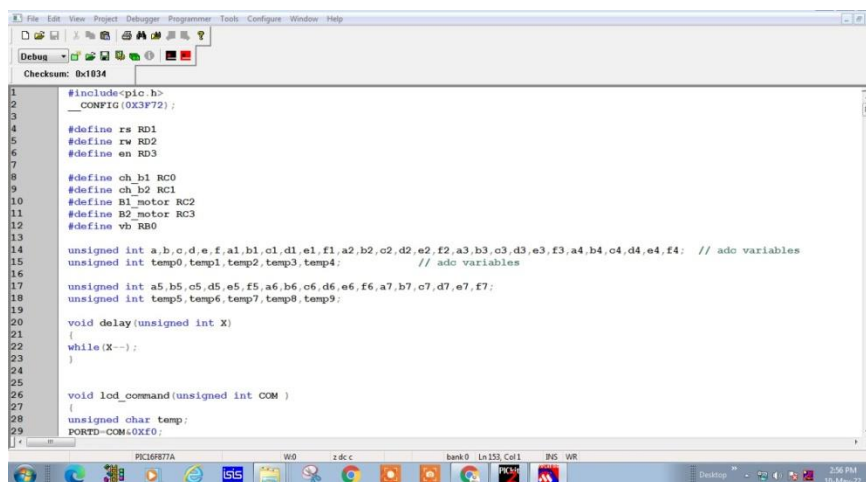 File Edit View Project Debugger Programmer Tools Configure Window Help
Debug
Checksum: 0x1034
1 #include<pic.h>
2 __CONFIG(0X3F72);
3
4 #define rs RD1
5 #define rw RD2
6 #define en RD3
7
8 #define ch_b1 RC0
9 #define ch_b2 RC1
10 #define B1_motor RC2
11 #define B2_motor RC3
12 #define vb RB0
13
14 unsigned int a,b,c,d,e,f,a1,b1,c1,d1,e1,f1,a2,b2,c2,d2,e2,f2,a3,b3,c3,d3,e3,f3,a4,b4,c4,d4,e4,f4; // adc variables
15 unsigned int temp0,temp1,temp2,temp3,temp4; // adc variables
16
17 unsigned int a5,b5,c5,d5,e5,f5,a6,b6,c6,d6,e6,f6,a7,b7,c7,d7,e7,f7;
18 unsigned int temp5,temp6,temp7,temp8,temp9;
19
20 void delay(unsigned int X)
21 {
22 while(X--);
23 }
24
25
26 void lcd_command(unsigned int COM )
27 {
28 unsigned char temp;
29 PORTD=COM&0Xf0;
PIC16F877A W:0 z dc c bank 0 Ln 153, Col 1 INS WR
isis
Desktop
2:56 PM